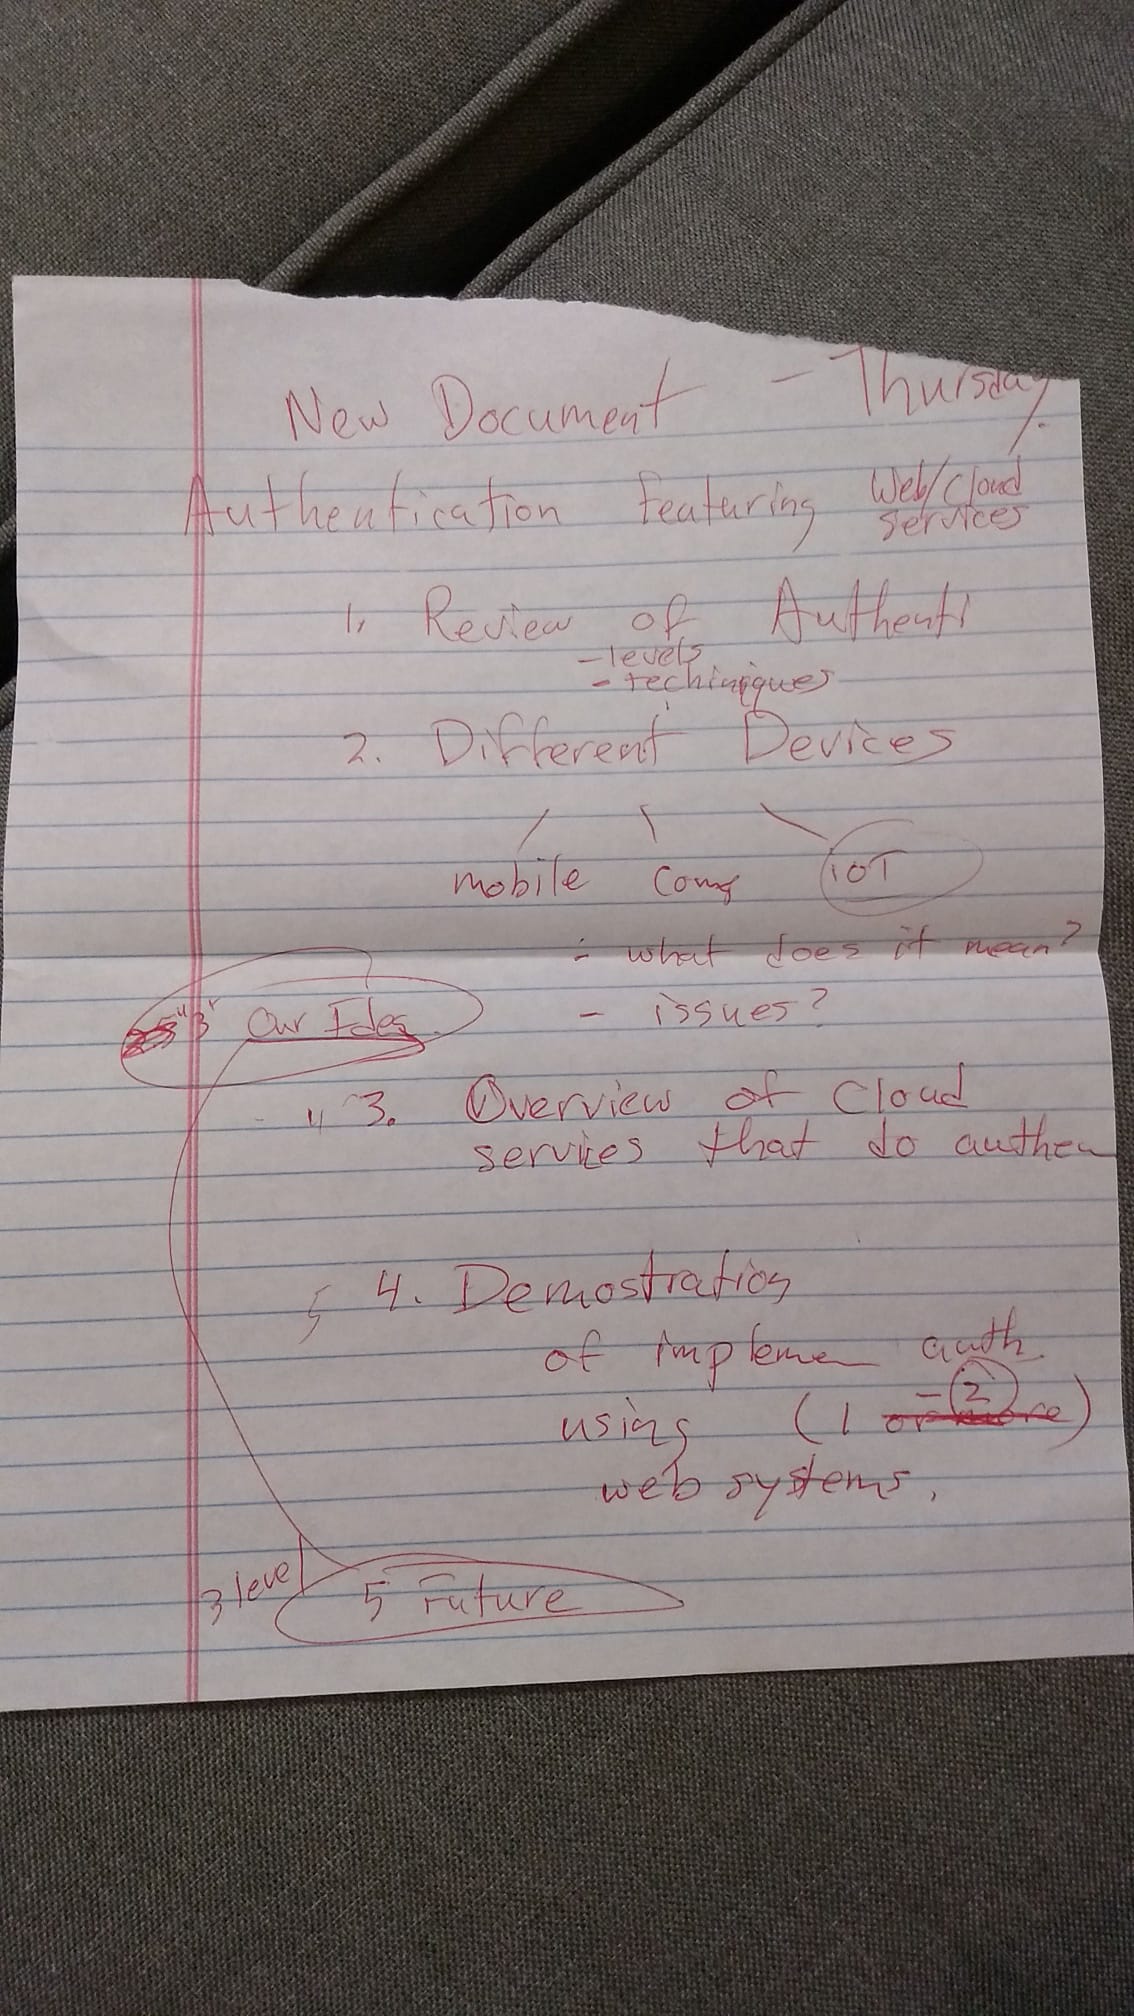 New Document - Thursday.
Authentication featuring Web/Cloud services
1. Review of Authenti
- levels
- techiniques
2. Different Devices
mobile Comp iOT
- what does it mean?
- issues?
"3" Our Idea
4 3. Overview of Cloud
services that do authen
5 4. Demostration
of impleme auth.
using (1 or more) - 2
web systems.
3 level
5 Future